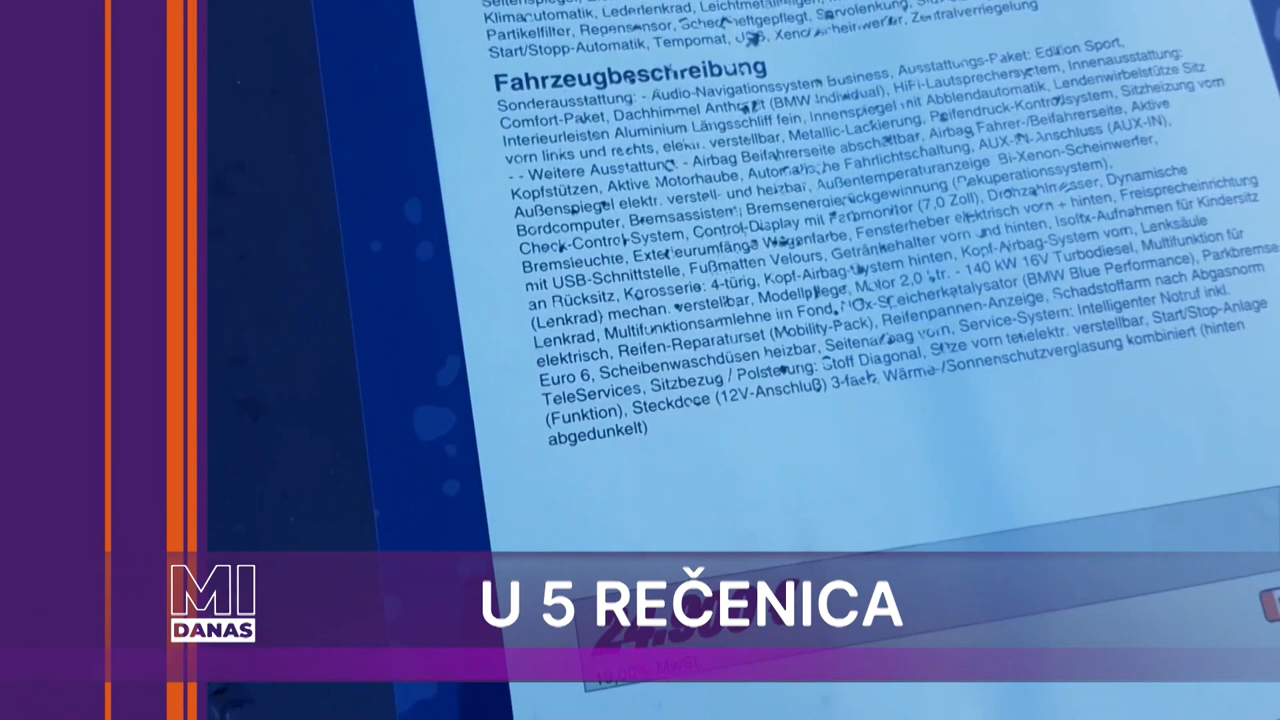 Klimaautomatik, Lederlenkrad,
Partikelfilter, Regensensor, Scheckheftgepflegt, Servolenkung,
Start/Stopp-Automatik, Tempomat, USB, Xenonscheinwerfer, Zentralverriegelung
Fahrzeugbeschreibung
Sonderausstattung: - Audio-Navigationssystem Business, Ausstattungs-Paket: Edition Sport,
Comfort-Paket, Dachhimmel Anthrazit (BMW Individual), HiFi-Lautsprechersystem, Innenausstattung:
Interieurleisten Aluminium Längsschliff fein, Innenspiegel mit Abblendautomatik, Lendenwirbelstütze Sitz
vorn links und rechts, elektr. verstellbar, Metallic-Lackierung, Reifendruck-Kontrollsystem, Sitzheizung vorn
- - Weitere Ausstattung: - Airbag Beifahrerseite abschaltbar, Airbag Fahrer-/Beifahrerseite, Aktive
Kopfstützen, Aktive Motorhaube, Automatische Fahrlichtschaltung, AUX-IN-Anschluss (AUX-IN),
Außenspiegel elektr. verstell- und heizbar, Außentemperaturanzeige Bi-Xenon-Scheinwerfer,
Bordcomputer, Bremsassistent, Bremsenergierückgewinnung (Rekuperationssystem),
Check-Control-System, Control-Display mit Farbmonitor (7,0 Zoll), Drehzahlmesser, Dynamische
Bremsleuchte, Exterieurumfänge Wagenfarbe, Fensterheber elektrisch vorn + hinten, Freisprecheinrichtung
mit USB-Schnittstelle, Fußmatten Velours, Getränkehalter vorn und hinten, Isofix-Aufnahmen für Kindersitz
an Rücksitz, Karosserie: 4-türig, Kopf-Airbag-System hinten, Kopf-Airbag-System vorn, Lenksäule
(Lenkrad) mechan. verstellbar, Modellpflege, Motor 2,0 Ltr. - 140 kW 16V Turbodiesel, Multifunktion für
Lenkrad, Multifunktionsarmlehne im Fond, NOx-Speicherkatalysator (BMW Blue Performance), Parkbremse
elektrisch, Reifen-Reparaturset (Mobility-Pack), Reifenpannen-Anzeige, Schadstoffarm nach Abgasnorm
Euro 6, Scheibenwaschdüsen heizbar, Seitenairbag vorn, Service-System: Intelligenter Notruf inkl.
TeleServices, Sitzbezug / Polsterung: Stoff Diagonal, Sitze vorn teilelektr. verstellbar, Start/Stop-Anlage
(Funktion), Steckdose (12V-Anschluß) 3-fach, Wärme-/Sonnenschutzverglasung kombiniert (hinten
abgedunkelt)
MI
DANAS
U 5 REČENICA
MwSt.